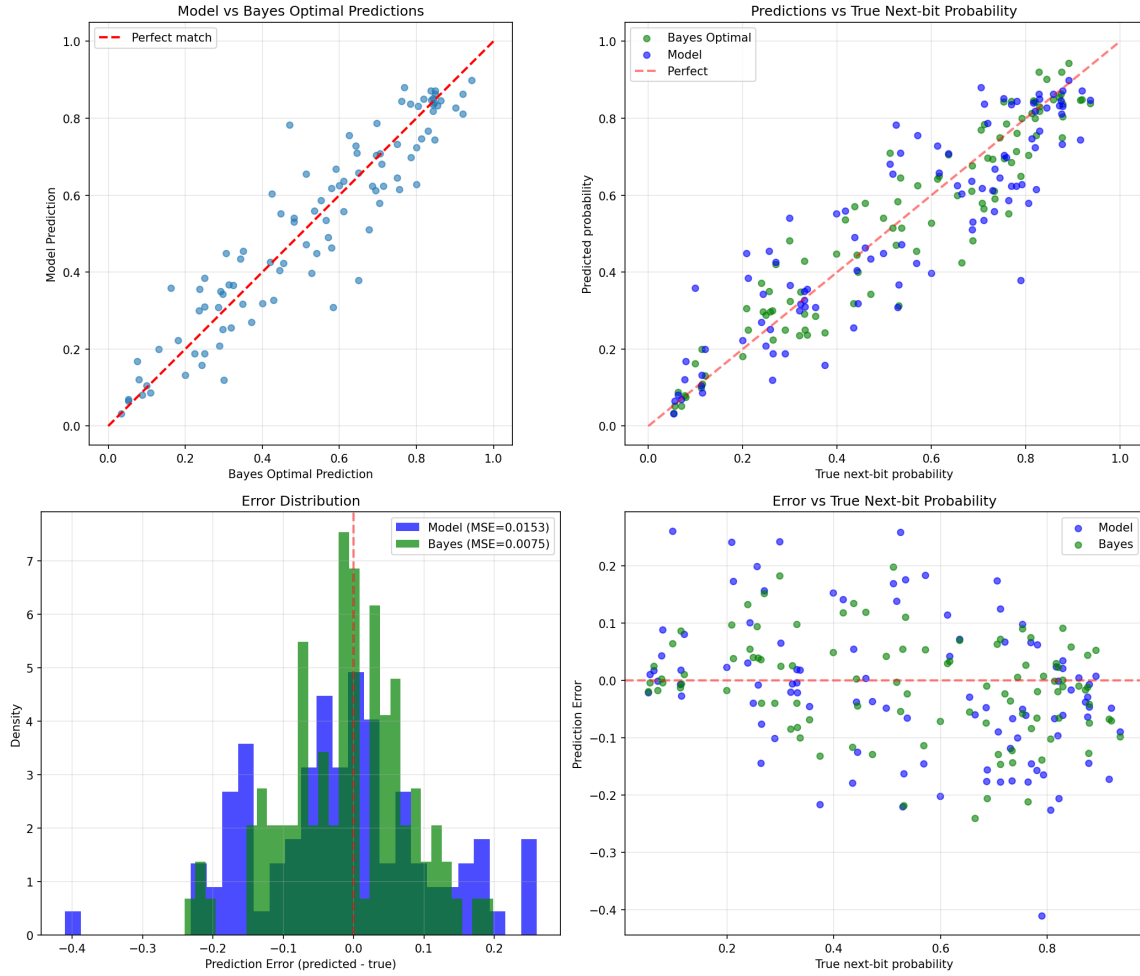 Model vs Bayes Optimal Predictions
Perfect match
1.0
0.8
0.6
0.4
0.2
0.0
Model Prediction
0.0 0.2 0.4 0.6 0.8 1.0
Bayes Optimal Prediction
Predictions vs True Next-bit Probability
Bayes Optimal
Model
Perfect
1.0
0.8
0.6
0.4
0.2
0.0
Predicted probability
0.0 0.2 0.4 0.6 0.8 1.0
True next-bit probability
Error Distribution
Model (MSE=0.0153)
Bayes (MSE=0.0075)
7
6
5
4
3
2
1
0
Density
−0.4 −0.3 −0.2 −0.1 0.0 0.1 0.2
Prediction Error (predicted - true)
Error vs True Next-bit Probability
Model
Bayes
0.2
0.1
0.0
−0.1
−0.2
−0.3
−0.4
Prediction Error
0.2 0.4 0.6 0.8
True next-bit probability